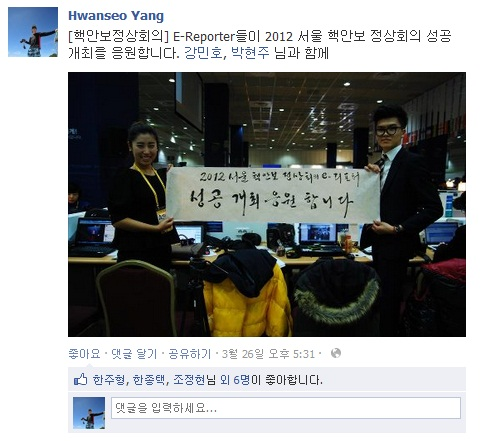 Hwanseo Yang
[핵안보정상회의] E-Reporter들이 2012 서울 핵안보 정상회의 성공
개최를 응원합니다. 강민호, 박현주 님과 함께
2012 서울 핵안보 정상회의 e-리포터
성공 개최·응원 합니다
좋아요 · 댓글 달기 · 공유하기 · 3월 26일 오후 5:31 ·
한주형, 한종택, 조정현님 외 6명이 좋아합니다.
댓글을 입력하세요...